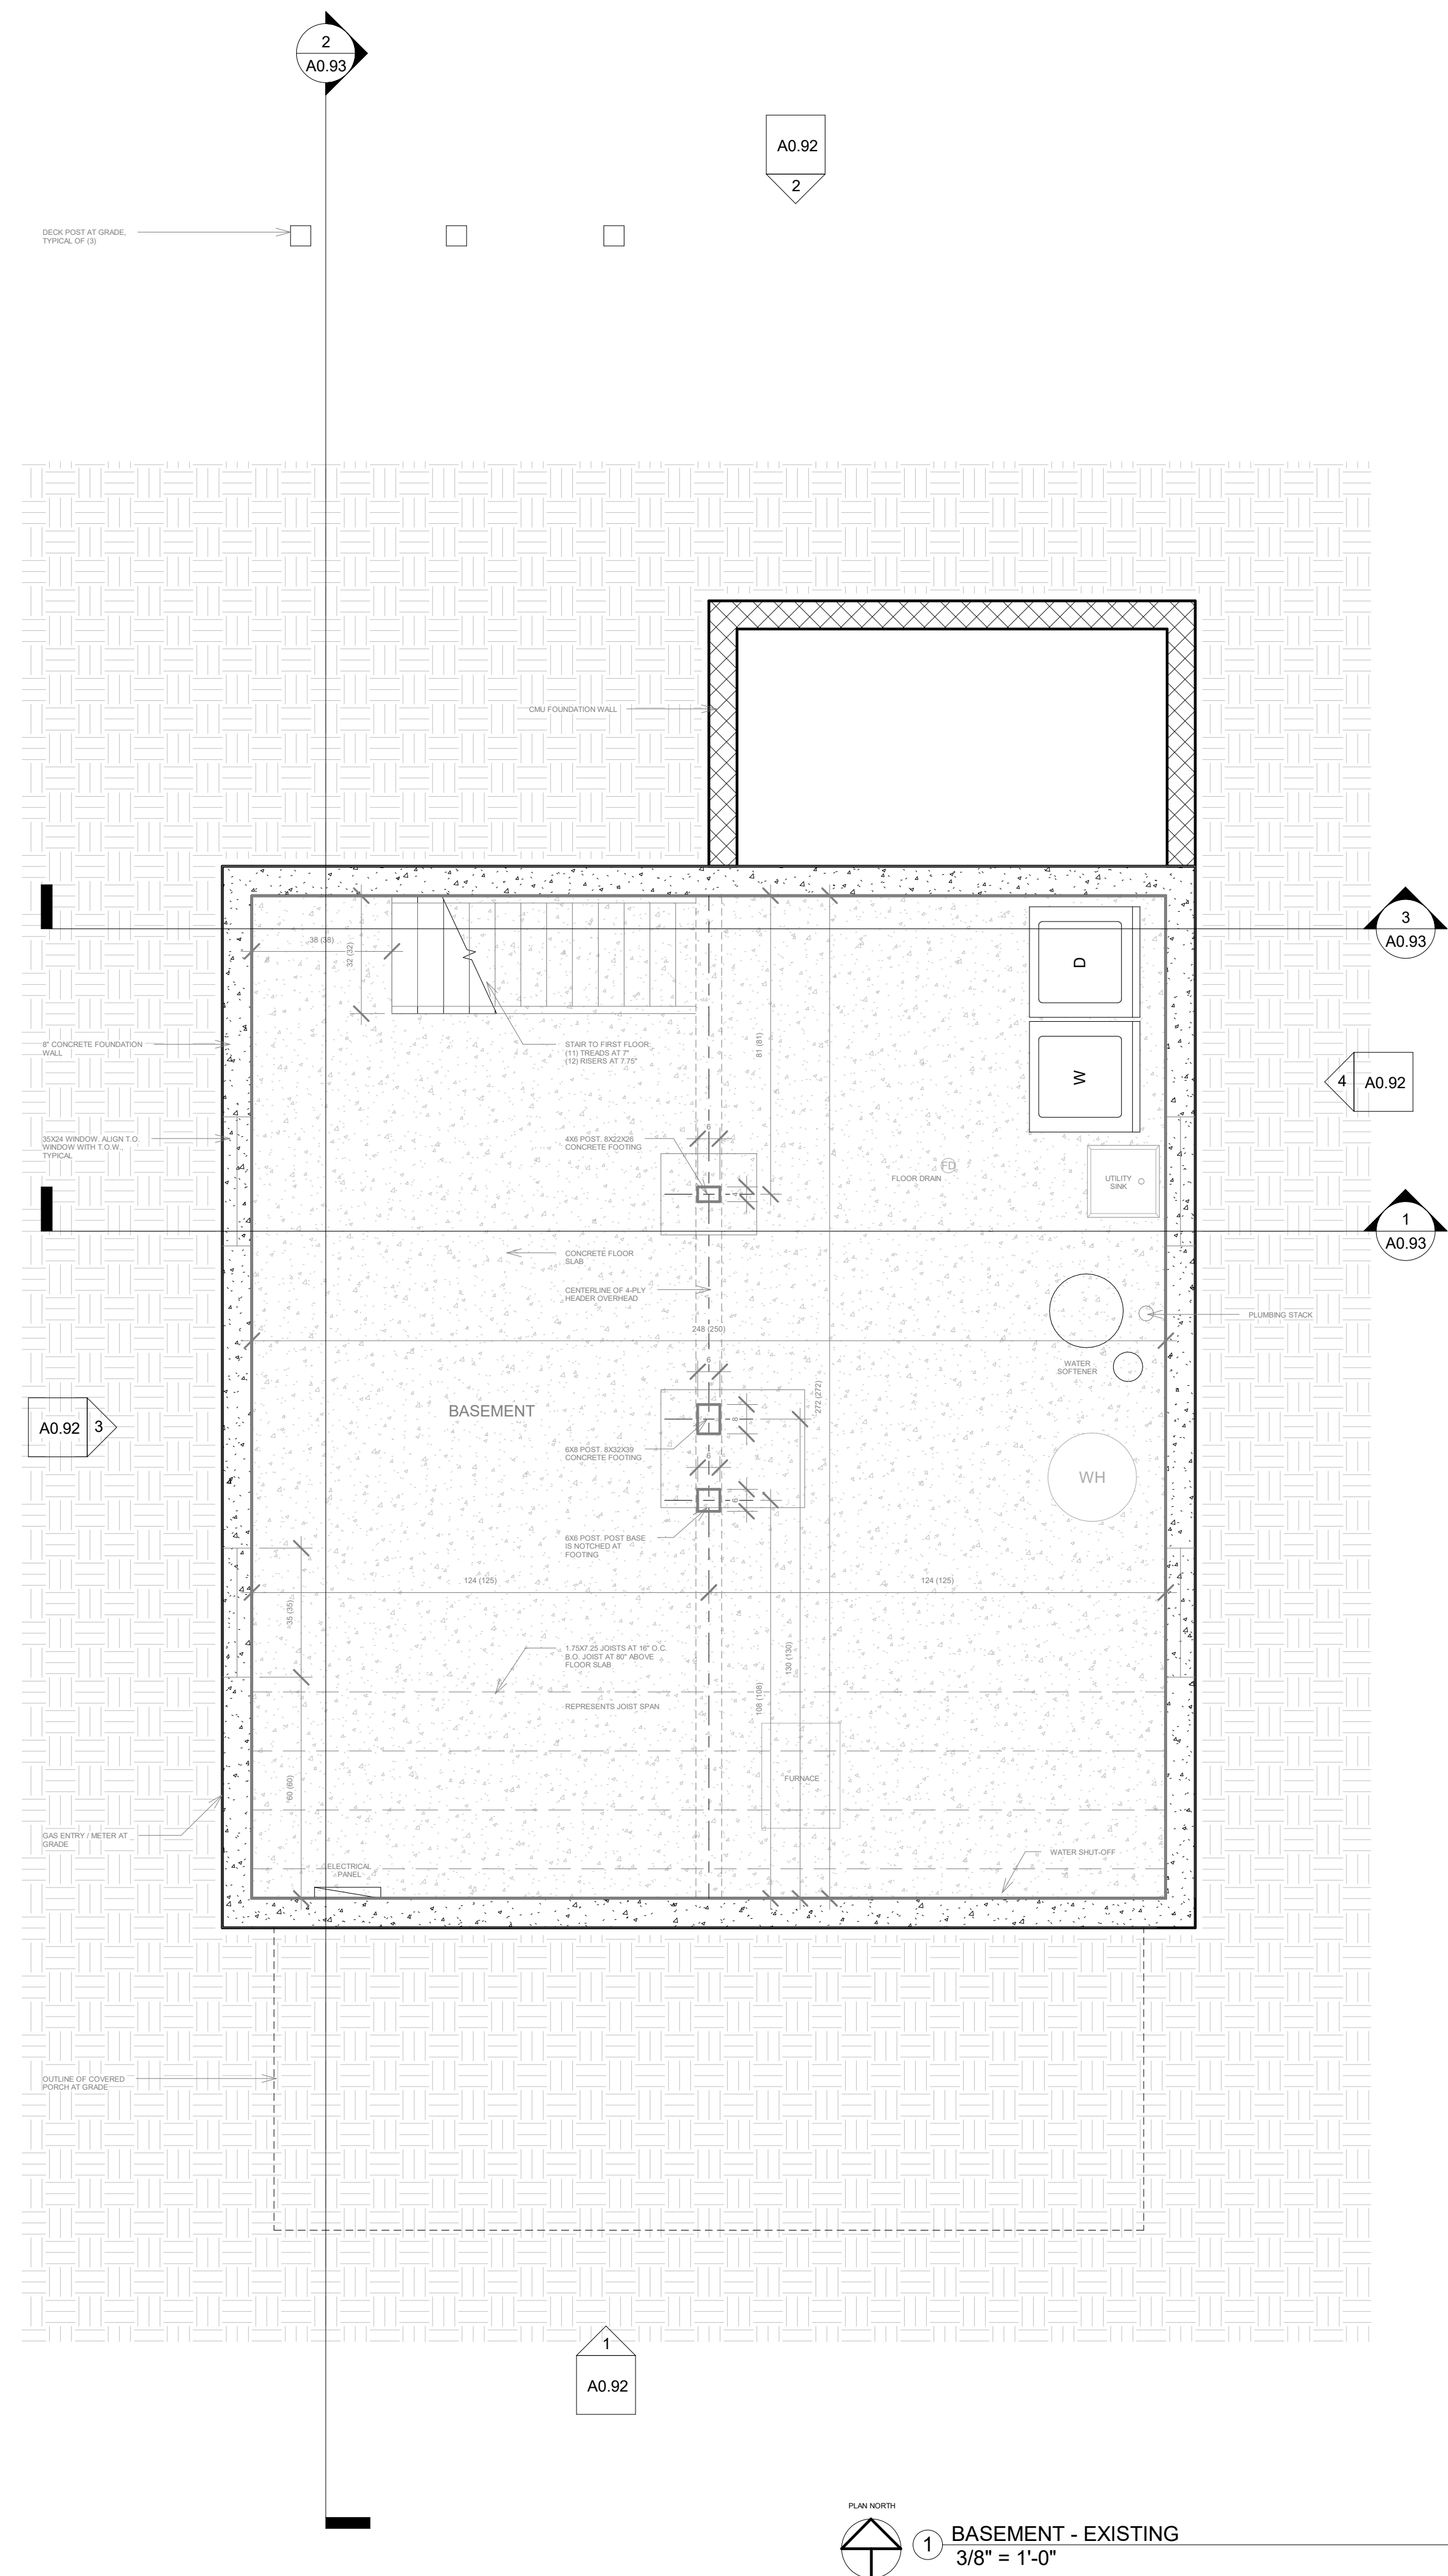 2
A0.93
A0.92
2
DECK POST AT GRADE,
TYPICAL OF (3)
CMU FOUNDATION WALL
3
A0.93
38 (38)
32 (32)
D
8" CONCRETE FOUNDATION
WALL
STAIR TO FIRST FLOOR:
(11) TREADS AT 7"
(12) RISERS AT 7.75"
81 (81)
W
4
A0.92
35X24 WINDOW. ALIGN T.O.
WINDOW WITH T.O.W.,
TYPICAL
4X6 POST. 8X22X26
CONCRETE FOOTING
6
4
FD
FLOOR DRAIN
UTILITY
SINK
1
A0.93
CONCRETE FLOOR
SLAB
CENTERLINE OF 4-PLY
HEADER OVERHEAD
PLUMBING STACK
248 (250)
WATER
SOFTENER
6
272 (272)
BASEMENT
8
A0.92
3
6X8 POST. 8X32X39
CONCRETE FOOTING
6
WH
6
6X6 POST. POST BASE
IS NOTCHED AT
FOOTING
124 (125)
124 (125)
35 (35)
1.75X7.25 JOISTS AT 16" O.C.
B.O. JOIST AT 80" ABOVE
FLOOR SLAB
130 (130)
108 (108)
REPRESENTS JOIST SPAN
60 (60)
FURNACE
GAS ENTRY / METER AT
GRADE
WATER SHUT-OFF
ELECTRICAL
PANEL
OUTLINE OF COVERED
PORCH AT GRADE
1
A0.92
PLAN NORTH
1
BASEMENT - EXISTING
3/8" = 1'-0"